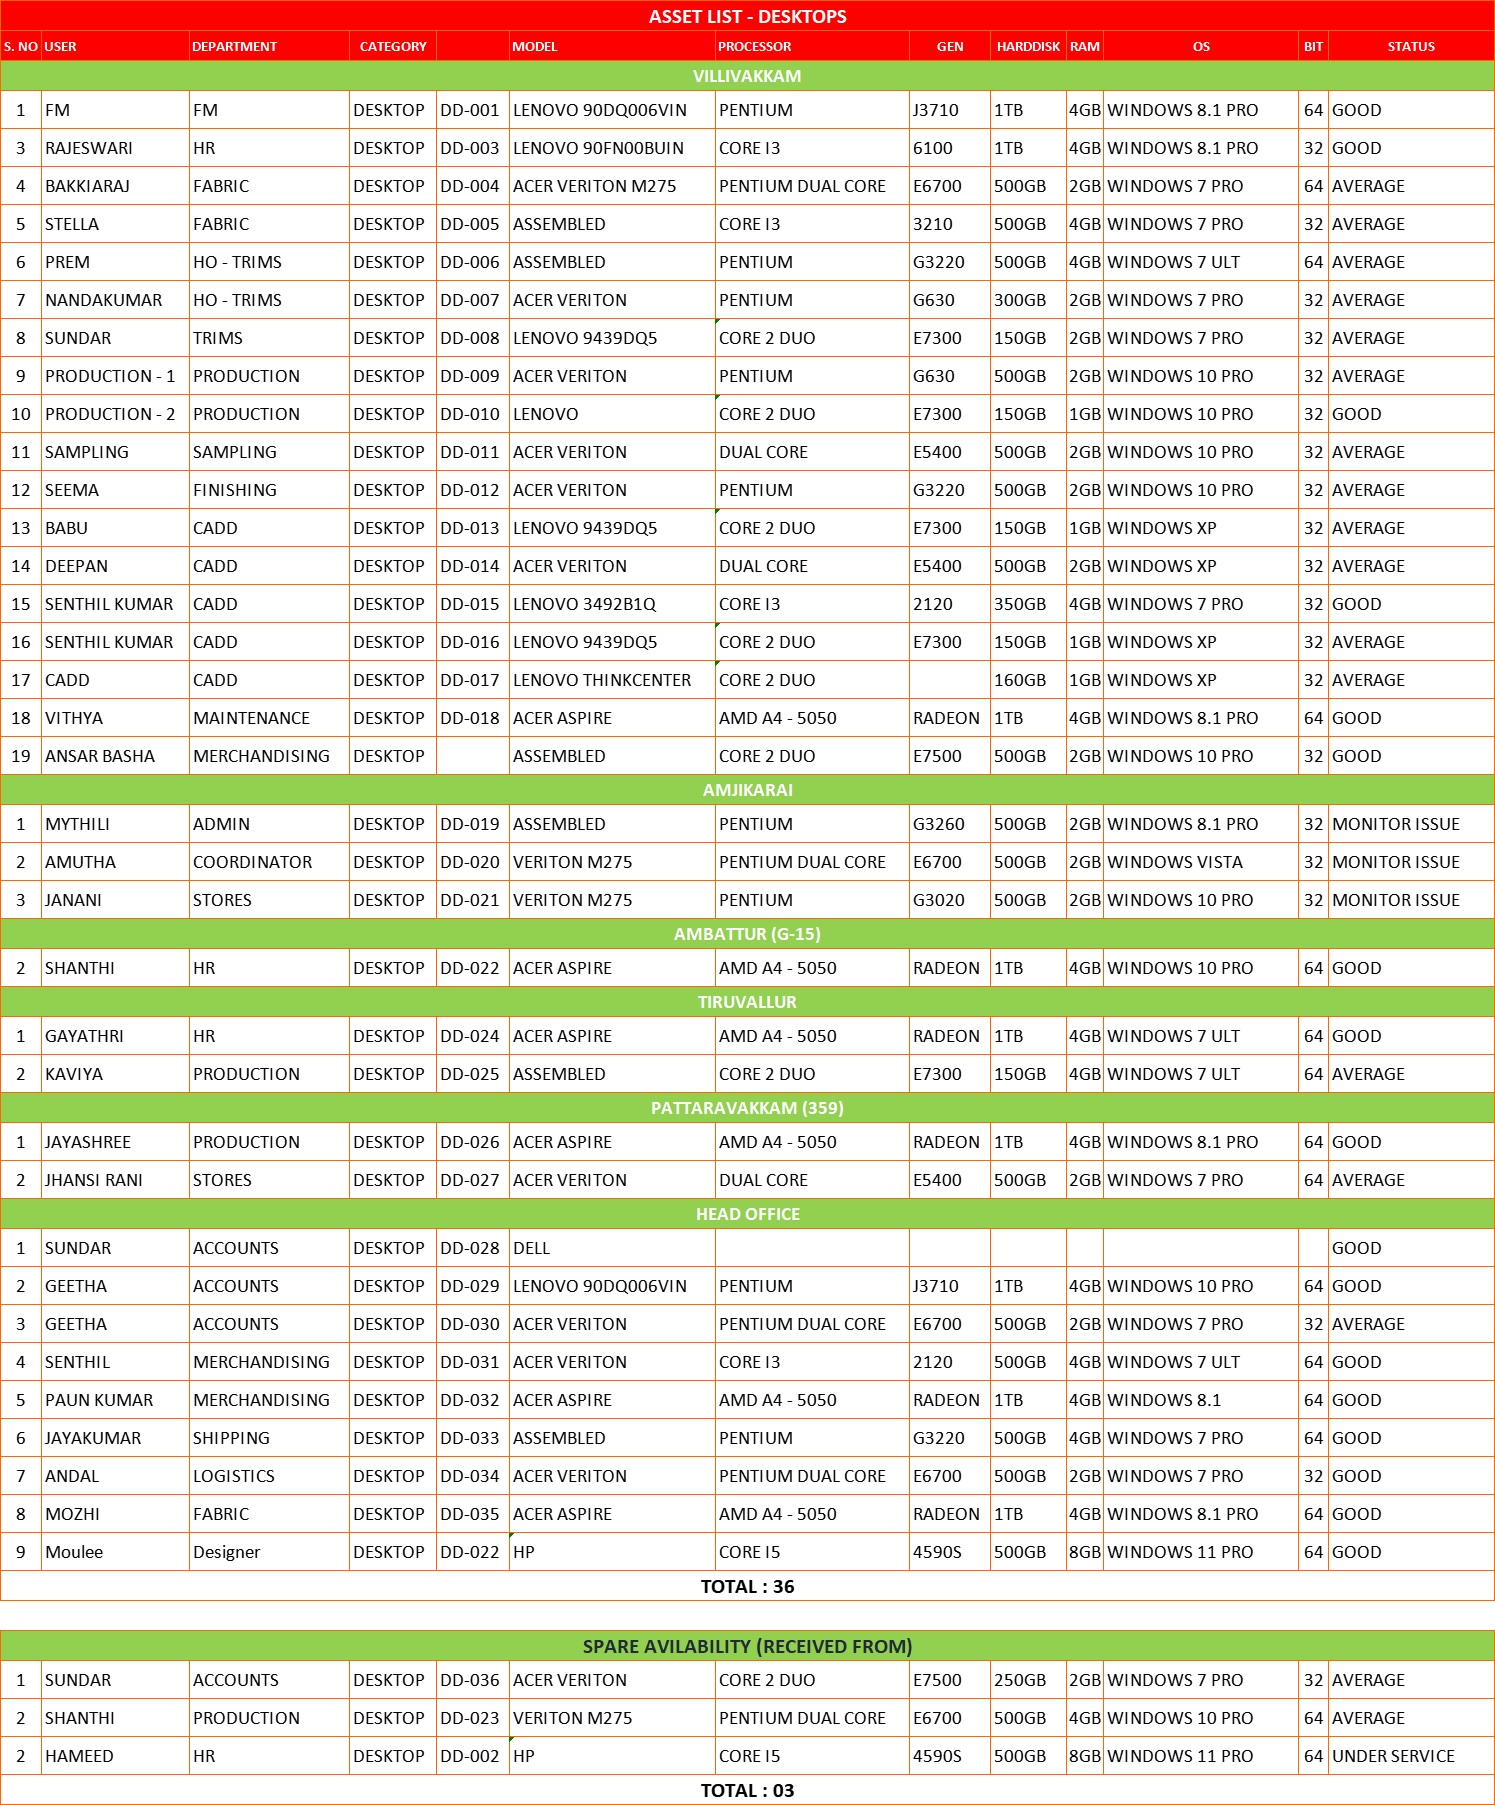 ASSET LIST - DESKTOPS
S. NO USER DEPARTMENT CATEGORY MODEL PROCESSOR GEN HARDDISK RAM OS BIT STATUS
VILLIVAKKAM
1 FM FM DESKTOP DD-001 LENOVO 90DQ006VIN PENTIUM J3710 1TB 4GB WINDOWS 8.1 PRO 64 GOOD
3 RAJESWARI HR DESKTOP DD-003 LENOVO 90FN00BUIN CORE I3 6100 1TB 4GB WINDOWS 8.1 PRO 32 GOOD
4 BAKKIARAJ FABRIC DESKTOP DD-004 ACER VERITON M275 PENTIUM DUAL CORE E6700 500GB 2GB WINDOWS 7 PRO 64 AVERAGE
5 STELLA FABRIC DESKTOP DD-005 ASSEMBLED CORE I3 3210 500GB 4GB WINDOWS 7 PRO 32 AVERAGE
6 PREM HO - TRIMS DESKTOP DD-006 ASSEMBLED PENTIUM G3220 500GB 4GB WINDOWS 7 ULT 64 AVERAGE
7 NANDAKUMAR HO - TRIMS DESKTOP DD-007 ACER VERITON PENTIUM G630 300GB 2GB WINDOWS 7 PRO 32 AVERAGE
8 SUNDAR TRIMS DESKTOP DD-008 LENOVO 9439DQ5 CORE 2 DUO E7300 150GB 2GB WINDOWS 7 PRO 32 AVERAGE
9 PRODUCTION - 1 PRODUCTION DESKTOP DD-009 ACER VERITON PENTIUM G630 500GB 2GB WINDOWS 10 PRO 32 AVERAGE
10 PRODUCTION - 2 PRODUCTION DESKTOP DD-010 LENOVO CORE 2 DUO E7300 150GB 1GB WINDOWS 10 PRO 32 GOOD
11 SAMPLING SAMPLING DESKTOP DD-011 ACER VERITON DUAL CORE E5400 500GB 2GB WINDOWS 10 PRO 32 AVERAGE
12 SEEMA FINISHING DESKTOP DD-012 ACER VERITON PENTIUM G3220 500GB 2GB WINDOWS 10 PRO 32 AVERAGE
13 BABU CADD DESKTOP DD-013 LENOVO 9439DQ5 CORE 2 DUO E7300 150GB 1GB WINDOWS XP 32 AVERAGE
14 DEEPAN CADD DESKTOP DD-014 ACER VERITON DUAL CORE E5400 500GB 2GB WINDOWS XP 32 AVERAGE
15 SENTHIL KUMAR CADD DESKTOP DD-015 LENOVO 3492B1Q CORE I3 2120 350GB 4GB WINDOWS 7 PRO 32 GOOD
16 SENTHIL KUMAR CADD DESKTOP DD-016 LENOVO 9439DQ5 CORE 2 DUO E7300 150GB 1GB WINDOWS XP 32 AVERAGE
17 CADD CADD DESKTOP DD-017 LENOVO THINKCENTER CORE 2 DUO 160GB 1GB WINDOWS XP 32 AVERAGE
18 VITHYA MAINTENANCE DESKTOP DD-018 ACER ASPIRE AMD A4 - 5050 RADEON 1TB 4GB WINDOWS 8.1 PRO 64 GOOD
19 ANSAR BASHA MERCHANDISING DESKTOP ASSEMBLED CORE 2 DUO E7500 500GB 2GB WINDOWS 10 PRO 32 GOOD
AMJIKARAI
1 MYTHILI ADMIN DESKTOP DD-019 ASSEMBLED PENTIUM G3260 500GB 2GB WINDOWS 8.1 PRO 32 MONITOR ISSUE
2 AMUTHA COORDINATOR DESKTOP DD-020 VERITON M275 PENTIUM DUAL CORE E6700 500GB 2GB WINDOWS VISTA 32 MONITOR ISSUE
3 JANANI STORES DESKTOP DD-021 VERITON M275 PENTIUM G3020 500GB 2GB WINDOWS 10 PRO 32 MONITOR ISSUE
AMBATTUR (G-15)
2 SHANTHI HR DESKTOP DD-022 ACER ASPIRE AMD A4 - 5050 RADEON 1TB 4GB WINDOWS 10 PRO 64 GOOD
TIRUVALLUR
1 GAYATHRI HR DESKTOP DD-024 ACER ASPIRE AMD A4 - 5050 RADEON 1TB 4GB WINDOWS 7 ULT 64 GOOD
2 KAVIYA PRODUCTION DESKTOP DD-025 ASSEMBLED CORE 2 DUO E7300 150GB 4GB WINDOWS 7 ULT 64 AVERAGE
PATTARAVAKKAM (359)
1 JAYASHREE PRODUCTION DESKTOP DD-026 ACER ASPIRE AMD A4 - 5050 RADEON 1TB 4GB WINDOWS 8.1 PRO 64 GOOD
2 JHANSI RANI STORES DESKTOP DD-027 ACER VERITON DUAL CORE E5400 500GB 2GB WINDOWS 7 PRO 64 AVERAGE
HEAD OFFICE
1 SUNDAR ACCOUNTS DESKTOP DD-028 DELL GOOD
2 GEETHA ACCOUNTS DESKTOP DD-029 LENOVO 90DQ006VIN PENTIUM J3710 1TB 4GB WINDOWS 10 PRO 64 GOOD
3 GEETHA ACCOUNTS DESKTOP DD-030 ACER VERITON PENTIUM DUAL CORE E6700 500GB 2GB WINDOWS 7 PRO 32 AVERAGE
4 SENTHIL MERCHANDISING DESKTOP DD-031 ACER VERITON CORE I3 2120 500GB 4GB WINDOWS 7 ULT 64 GOOD
5 PAUN KUMAR MERCHANDISING DESKTOP DD-032 ACER ASPIRE AMD A4 - 5050 RADEON 1TB 4GB WINDOWS 8.1 64 GOOD
6 JAYAKUMAR SHIPPING DESKTOP DD-033 ASSEMBLED PENTIUM G3220 500GB 4GB WINDOWS 7 PRO 64 GOOD
7 ANDAL LOGISTICS DESKTOP DD-034 ACER VERITON PENTIUM DUAL CORE E6700 500GB 2GB WINDOWS 7 PRO 32 GOOD
8 MOZHI FABRIC DESKTOP DD-035 ACER ASPIRE AMD A4 - 5050 RADEON 1TB 4GB WINDOWS 8.1 PRO 64 GOOD
9 Moulee Designer DESKTOP DD-022 HP CORE I5 4590S 500GB 8GB WINDOWS 11 PRO 64 GOOD
TOTAL : 36
SPARE AVILABILITY (RECEIVED FROM)
1 SUNDAR ACCOUNTS DESKTOP DD-036 ACER VERITON CORE 2 DUO E7500 250GB 2GB WINDOWS 7 PRO 32 AVERAGE
2 SHANTHI PRODUCTION DESKTOP DD-023 VERITON M275 PENTIUM DUAL CORE E6700 500GB 4GB WINDOWS 10 PRO 64 AVERAGE
2 HAMEED HR DESKTOP DD-002 HP CORE I5 4590S 500GB 8GB WINDOWS 11 PRO 64 UNDER SERVICE
TOTAL : 03